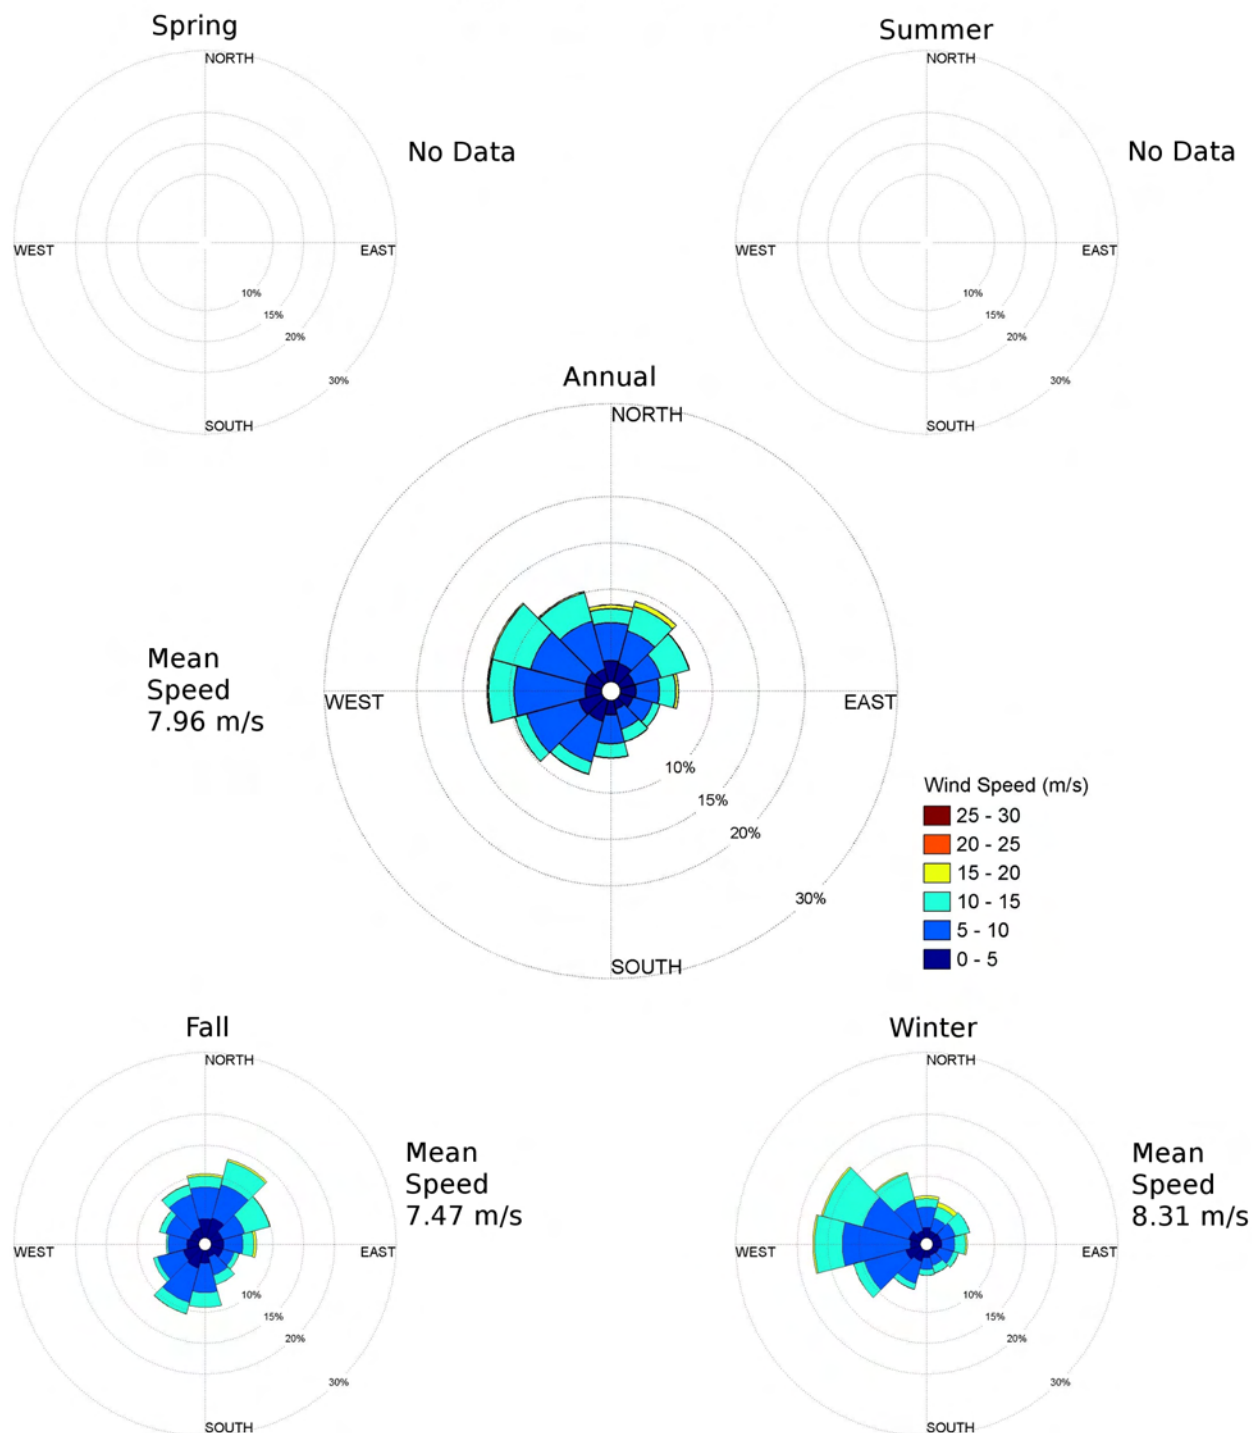 Spring
NORTH
No Data
WEST
EAST
10%
15%
20%
30%
SOUTH
Summer
NORTH
No Data
WEST
EAST
10%
15%
20%
30%
SOUTH
Annual
NORTH
Mean
Speed
7.96 m/s
WEST
EAST
10%
15%
20%
30%
SOUTH
Wind Speed (m/s)
25 - 30
20 - 25
15 - 20
10 - 15
5 - 10
0 - 5
Fall
NORTH
Mean
Speed
7.47 m/s
WEST
EAST
10%
15%
20%
30%
SOUTH
Winter
NORTH
Mean
Speed
8.31 m/s
WEST
EAST
10%
15%
20%
30%
SOUTH